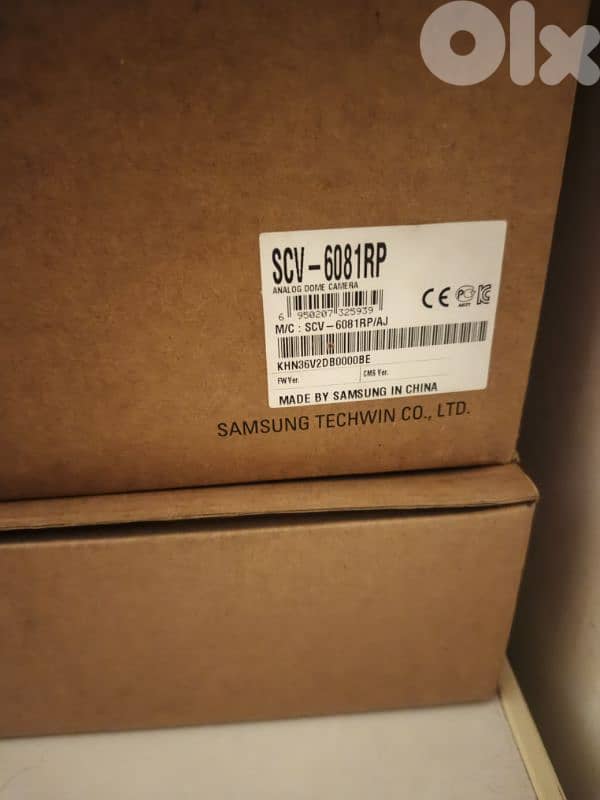 Olx
SCV-6081RP
ANALOG DOME CAMERA
6 950207 325939
M/C : SCV-6081RP/AJ
KHN36V2DB0000BE
FW Ver. CMS Ver.
MADE BY SAMSUNG IN CHINA
SAMSUNG TECHWIN CO., LTD.